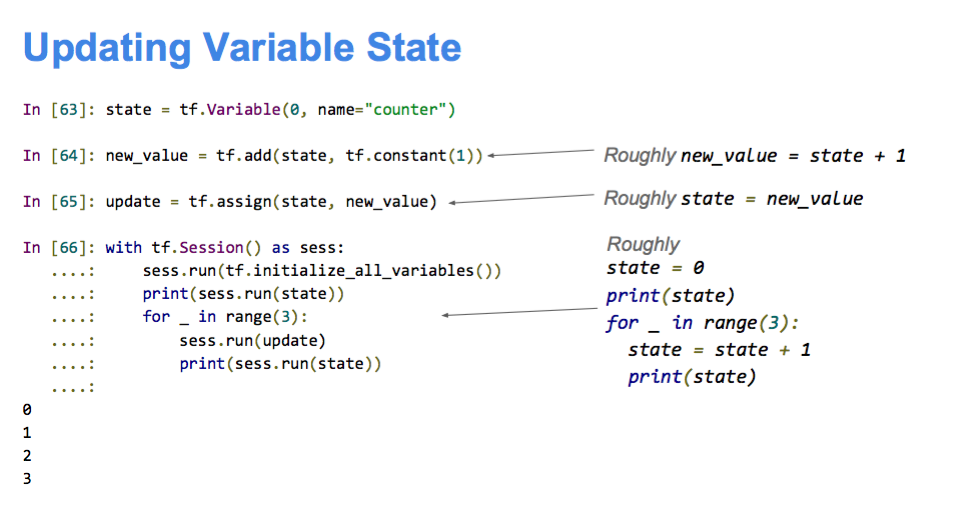 Updating Variable State
In [63]: state = tf.Variable(0, name="counter")
In [64]: new_value = tf.add(state, tf.constant(1))
Roughly new_value = state + 1
In [65]: update = tf.assign(state, new_value)
Roughly state = new_value
In [66]: with tf.Session() as sess:
....: sess.run(tf.initialize_all_variables())
....: print(sess.run(state))
....: for _ in range(3):
....: sess.run(update)
....: print(sess.run(state))
....:
Roughly
state = 0
print(state)
for _ in range(3):
state = state + 1
print(state)
0
1
2
3